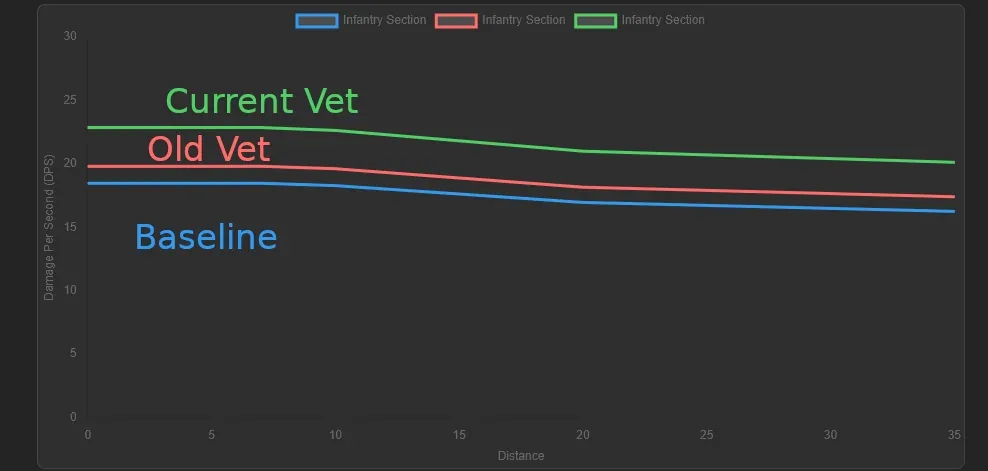 Infantry Section Infantry Section Infantry Section
30
25
Current Vet
20
Old Vet
15
Baseline
10
5
0
Damage Per Second (DPS)
0 5 10 15 20 25 30 35
Distance